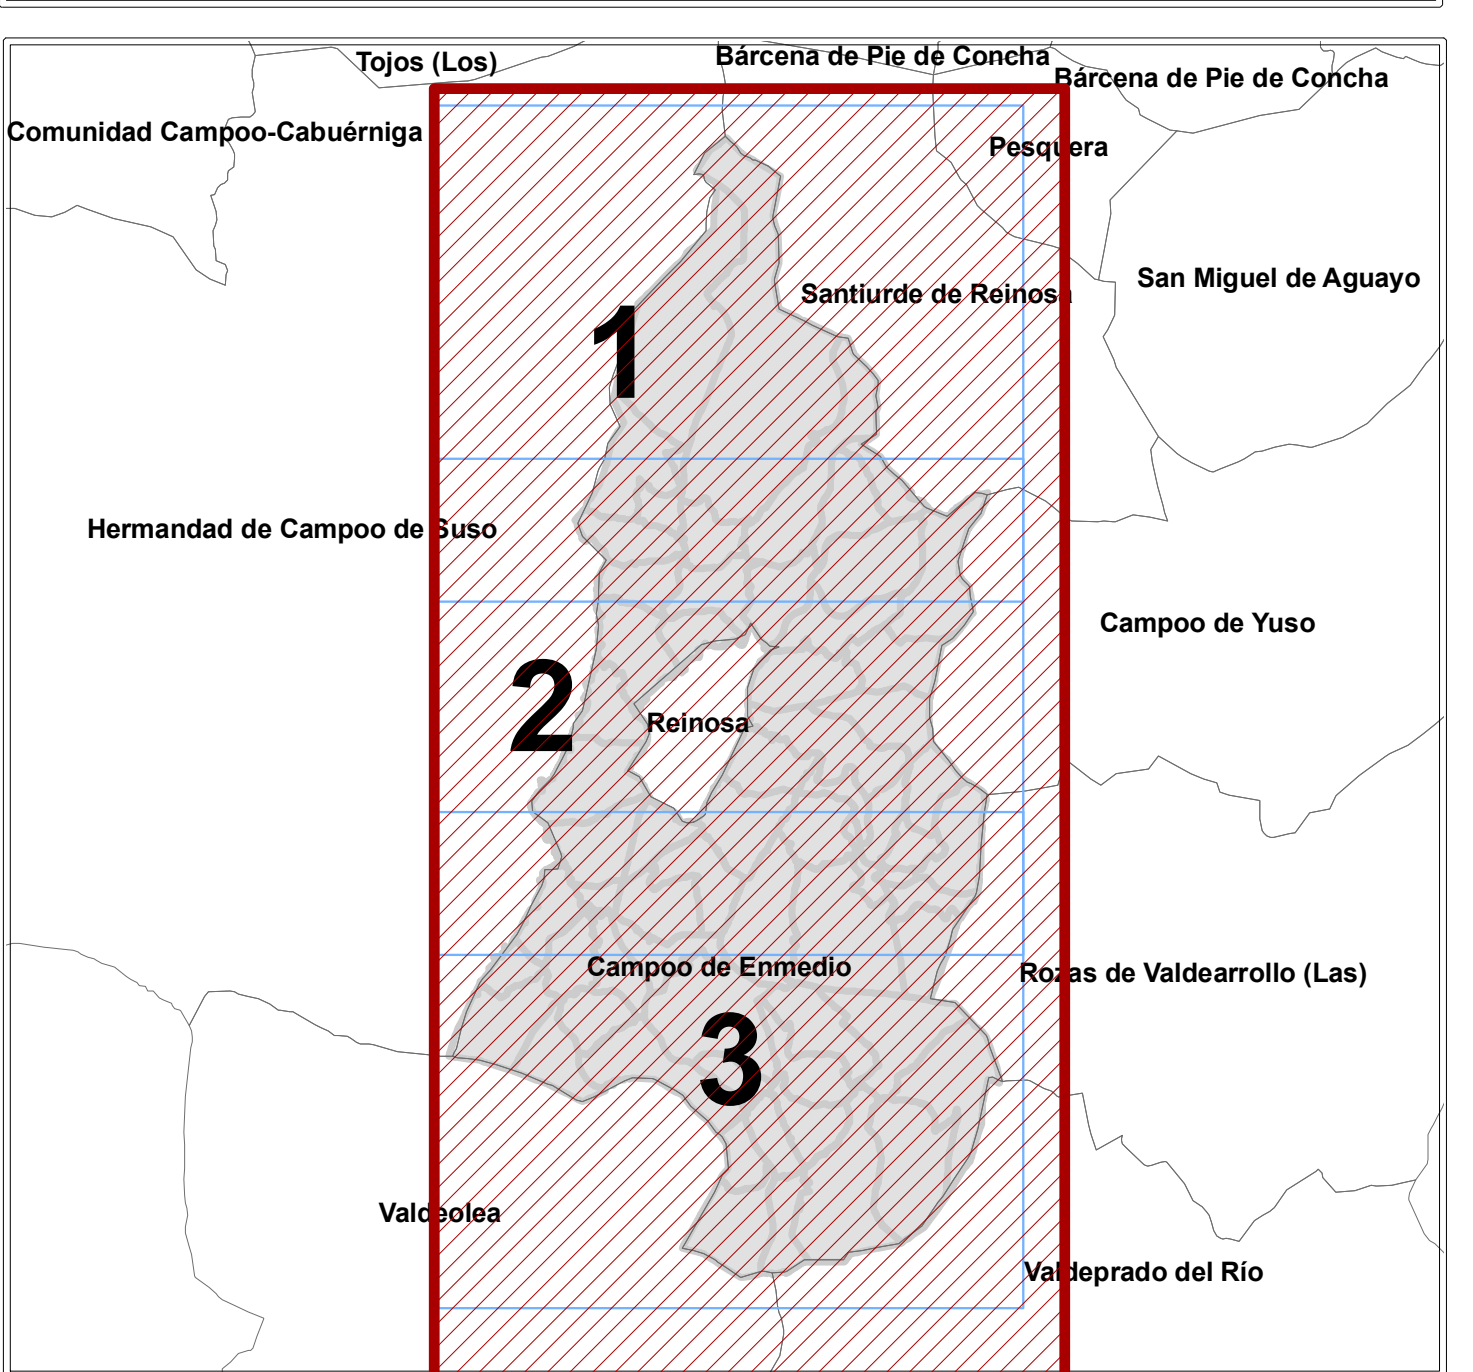 Tojos (Los)
Bárcena de Pie de Concha
Bárcena de Pie de Concha
Comunidad Campoo-Cabuérniga
Pesquera
San Miguel de Aguayo
Santiurde de Reinosa
1
Hermandad de Campoo de Suso
Campoo de Yuso
2
Reinosa
Campoo de Enmedio
Rozas de Valdearrollo (Las)
3
Valdeolea
Valdeprado del Río